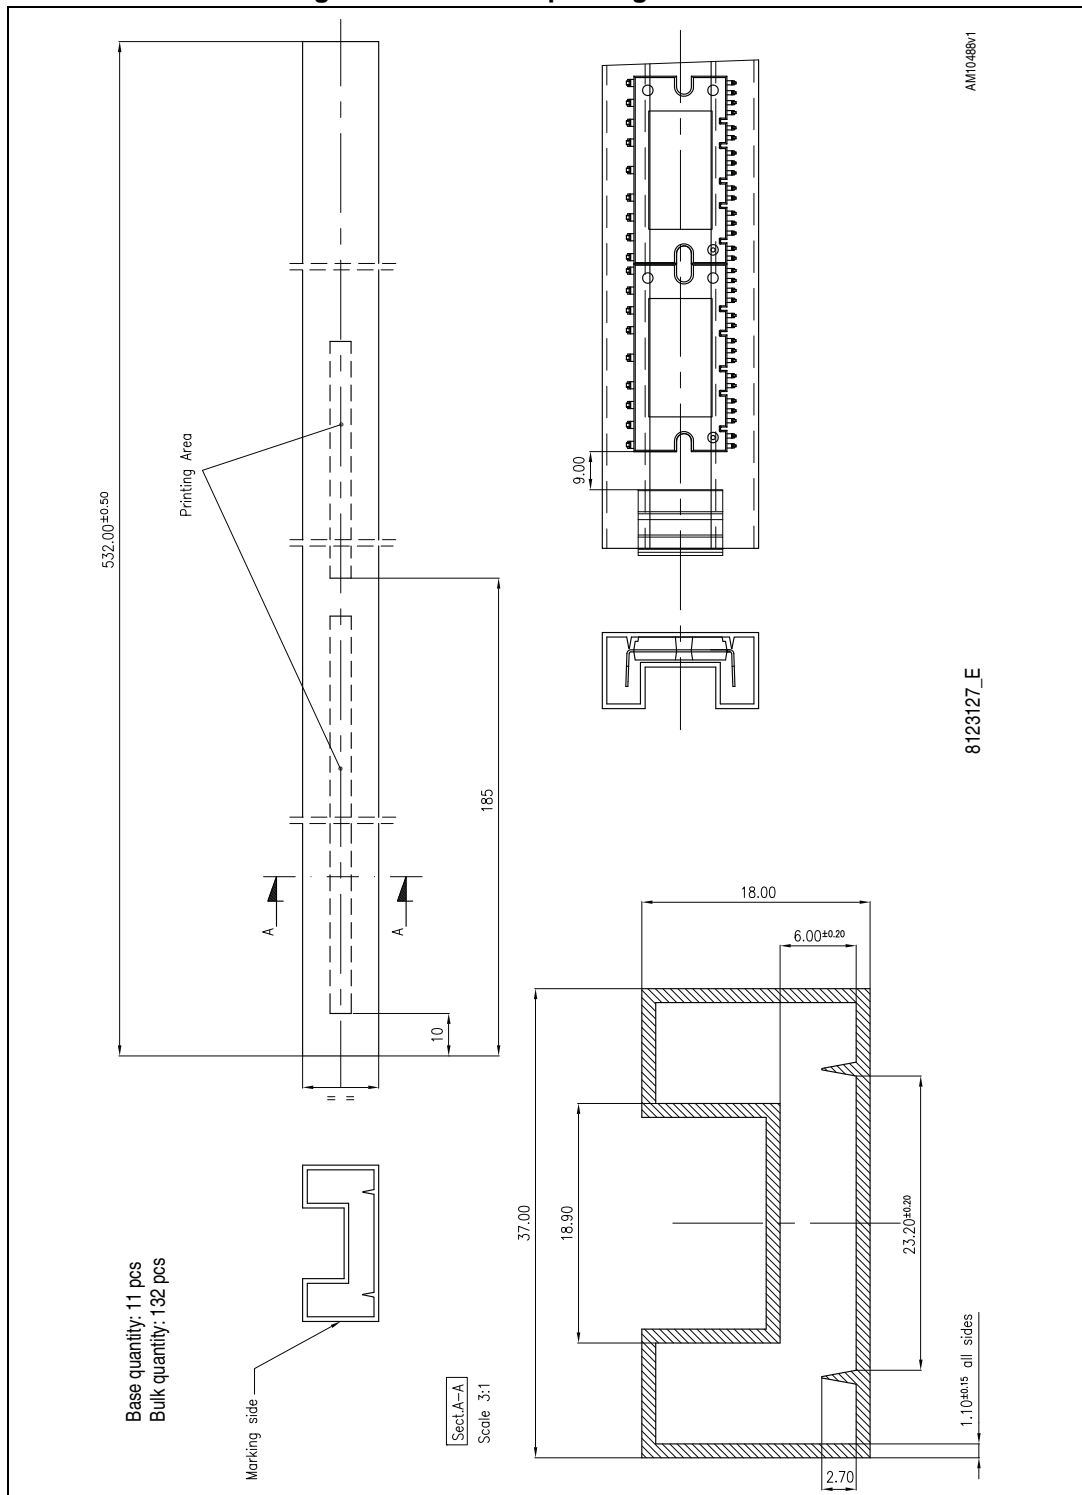 AM10488v1
532.00±0.50
Printing Area
9.00
185
8123127_E
A
A
10
= =
18.00
6.00±0.20
37.00
18.90
23.20±0.20
1.10±0.15 all sides
2.70
Base quantity: 11 pcs
Bulk quantity: 132 pcs
Marking side
Sect.A-A
Scale 3:1